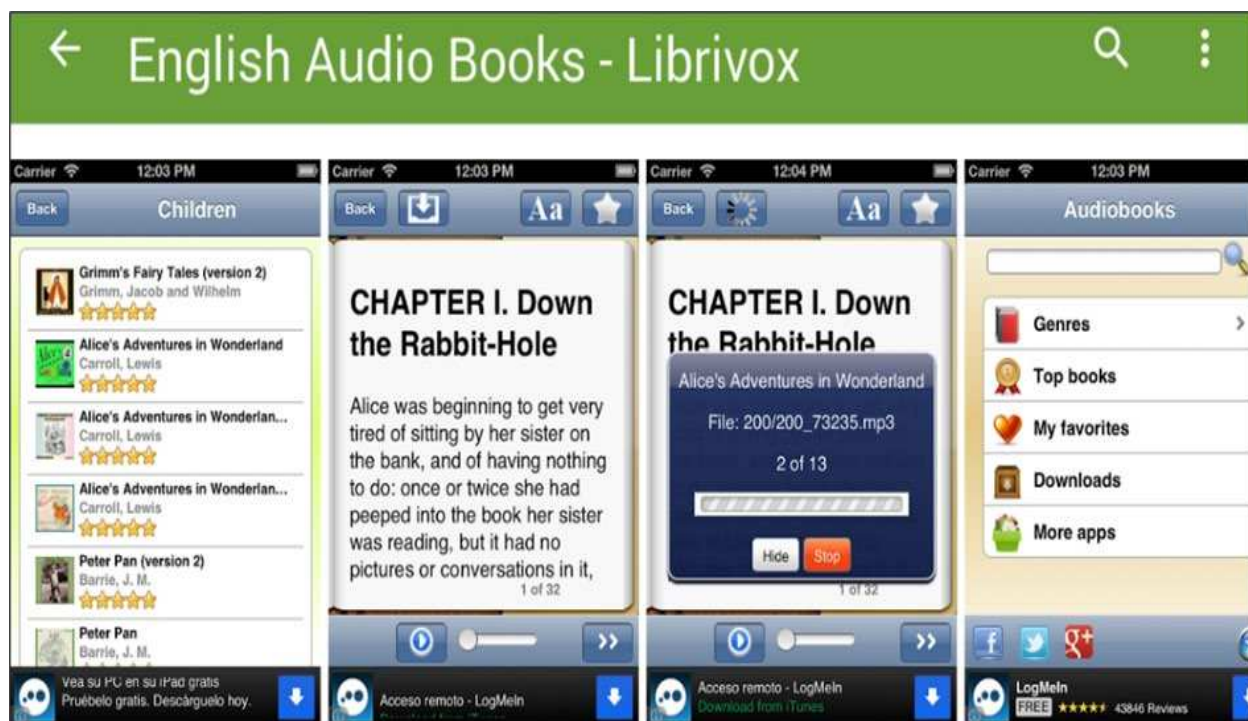 English Audio Books - Librivox
Carrier 12:03 PM
Back Children
Grimm's Fairy Tales (version 2)
Grimm, Jacob and Wilhelm
Alice's Adventures in Wonderland
Carroll, Lewis
Alice's Adventures in Wonderlan...
Carroll, Lewis
Alice's Adventures in Wonderlan...
Carroll, Lewis
Peter Pan (version 2)
Barrie, J. M.
Peter Pan
Barrie, J. M.
Vea su PC en su iPad gratis
Pruébelo gratis. Descárguelo hoy.
Carrier 12:03 PM
Back Aa
CHAPTER I. Down
the Rabbit-Hole
Alice was beginning to get very
tired of sitting by her sister on
the bank, and of having nothing
to do: once or twice she had
peeped into the book her sister
was reading, but it had no
pictures or conversations in it,
1 of 32
Acceso remoto - LogMeIn
Download from iTunes
Carrier 12:04 PM
Back Aa
CHAPTER I. Down
the Rabbit-Hole
Alice's Adventures in Wonderland
File: 200/200_73235.mp3
2 of 13
Hide Stop
1 of 32
Acceso remoto - LogMeIn
Download from iTunes
Carrier 12:03 PM
Audiobooks
Genres
Top books
My favorites
Downloads
More apps
f g+
LogMeIn
FREE 43846 Reviews